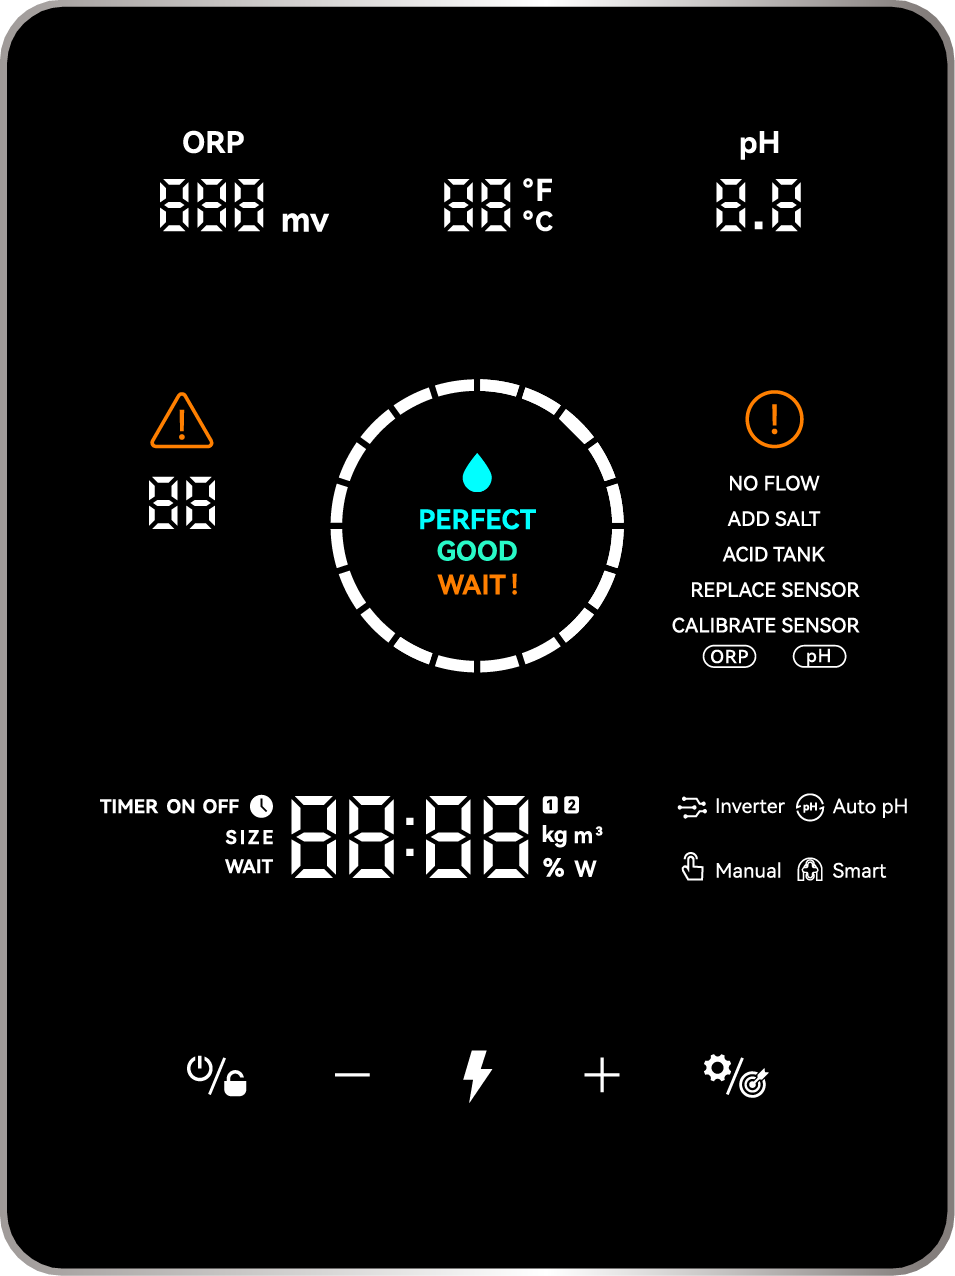 ORP
pH
888 mv
88 °F
°C
8.8
88
PERFECT
GOOD
WAIT!
NO FLOW
ADD SALT
ACID TANK
REPLACE SENSOR
CALIBRATE SENSOR
ORP pH
TIMER ON OFF
SIZE
WAIT
88:88
1 2
kg m³
% W
Inverter pH Auto pH
Manual Smart